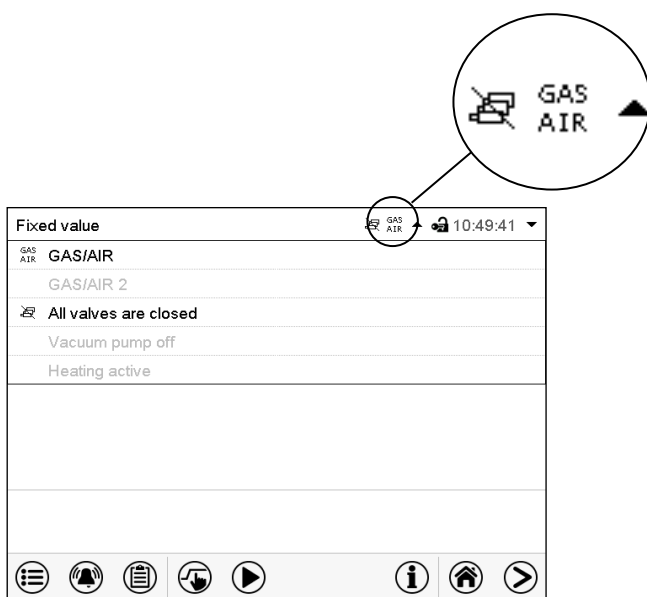 GAS
AIR
Fixed value GAS AIR 10:49:41
GAS AIR GAS/AIR
GAS/AIR 2
All valves are closed
Vacuum pump off
Heating active